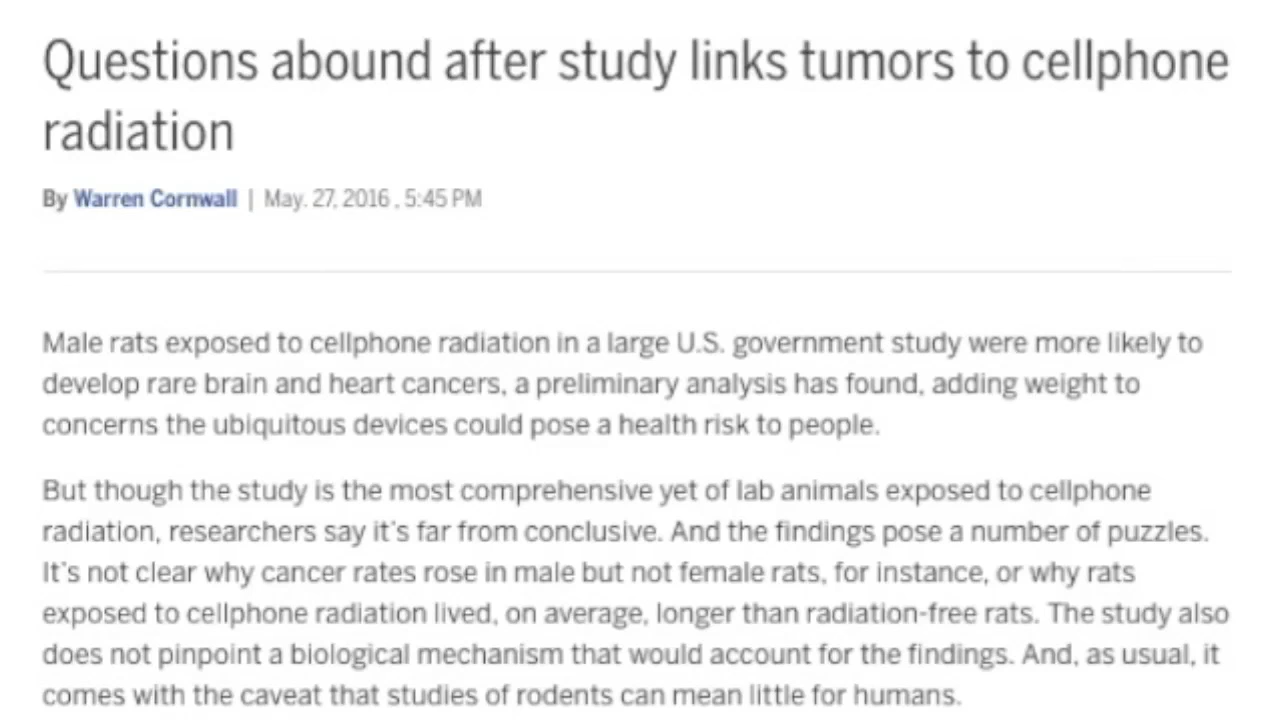 Questions abound after study links tumors to cellphone
radiation
By Warren Cornwall | May. 27, 2016 , 5:45 PM
Male rats exposed to cellphone radiation in a large U.S. government study were more likely to
develop rare brain and heart cancers, a preliminary analysis has found, adding weight to
concerns the ubiquitous devices could pose a health risk to people.
But though the study is the most comprehensive yet of lab animals exposed to cellphone
radiation, researchers say it's far from conclusive. And the findings pose a number of puzzles.
It's not clear why cancer rates rose in male but not female rats, for instance, or why rats
exposed to cellphone radiation lived, on average, longer than radiation-free rats. The study also
does not pinpoint a biological mechanism that would account for the findings. And, as usual, it
comes with the caveat that studies of rodents can mean little for humans.